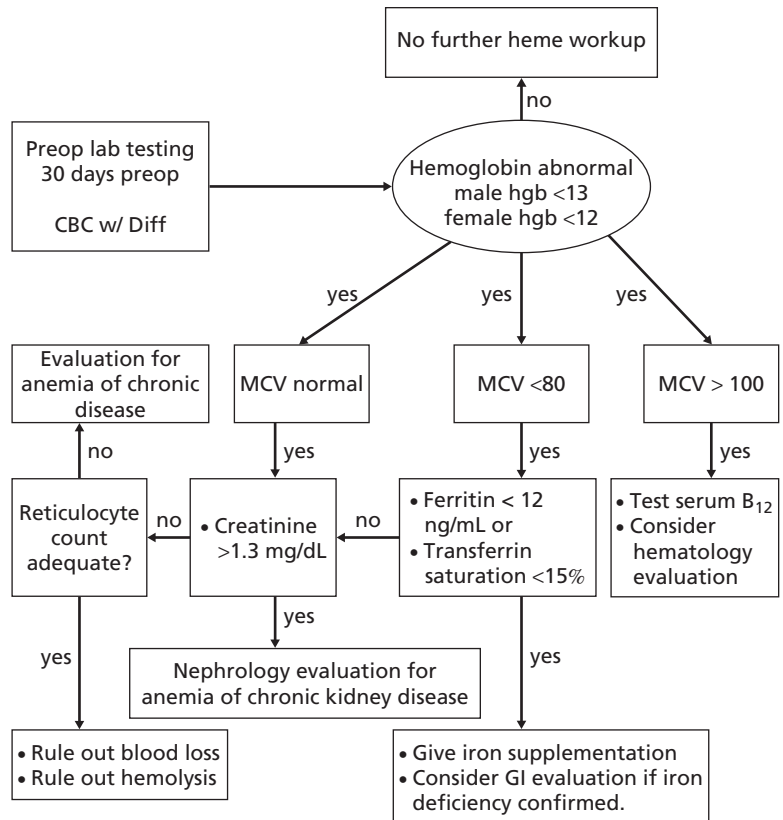 No further heme workup
no
Preop lab testing
30 days preop
CBC w/ Diff
Hemoglobin abnormal
male hgb <13
female hgb <12
yes
yes
yes
Evaluation for
anemia of chronic
disease
MCV normal
MCV <80
MCV > 100
no
yes
yes
yes
Reticulocyte
count
adequate?
no
• Creatinine
>1.3 mg/dL
no
• Ferritin < 12
ng/mL or
• Transferrin
saturation <15%
• Test serum B₁₂
• Consider
hematology
evaluation
yes
yes
yes
Nephrology evaluation for
anemia of chronic kidney disease
• Rule out blood loss
• Rule out hemolysis
• Give iron supplementation
• Consider GI evaluation if iron
deficiency confirmed.